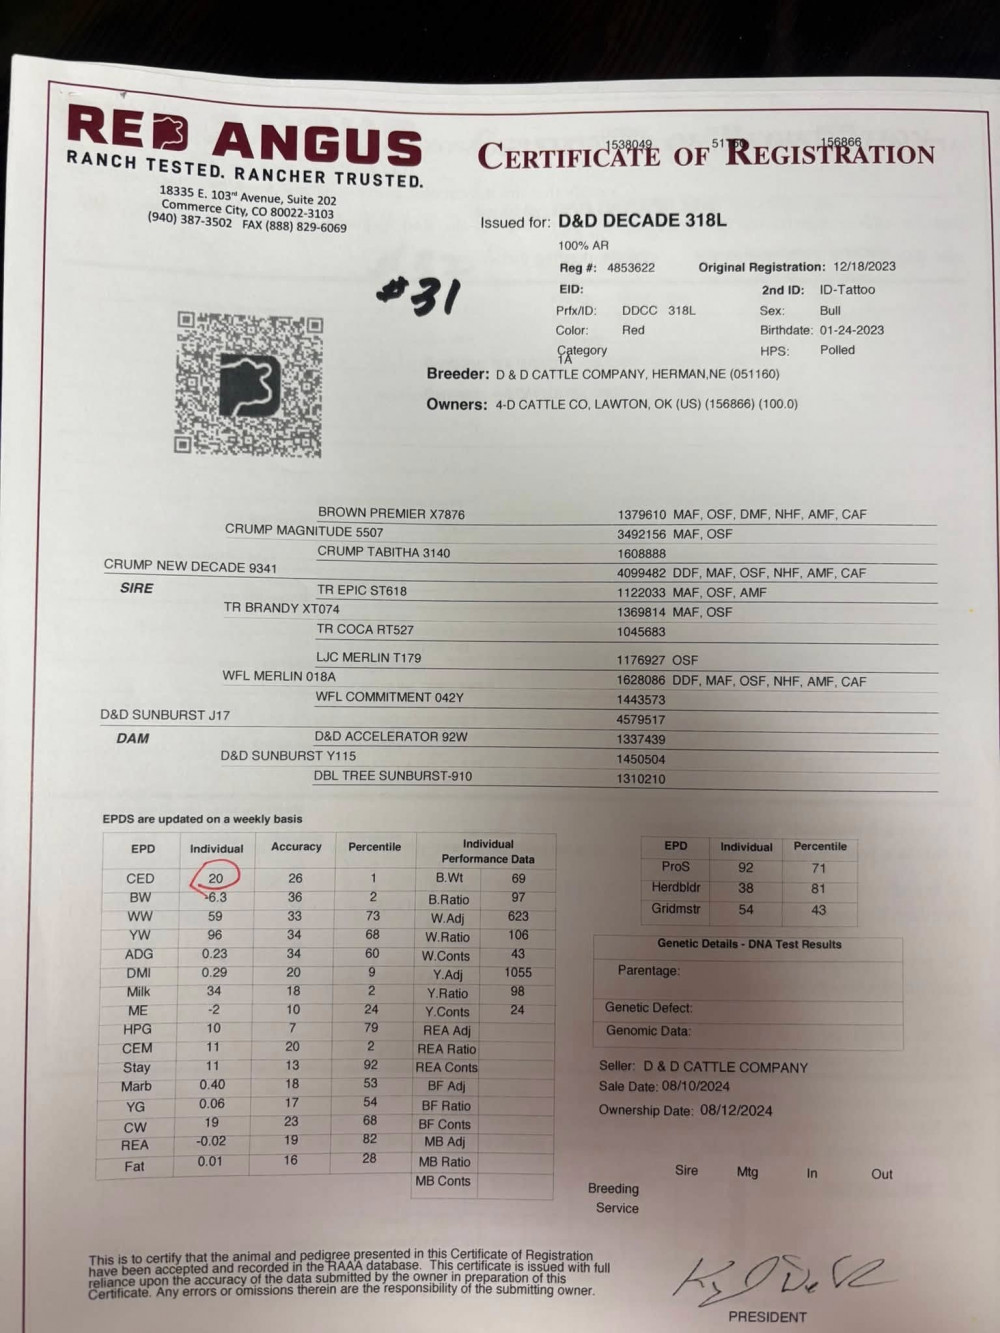 RED ANGUS
RANCH TESTED. RANCHER TRUSTED.
18335 E. 103rd Avenue, Suite 202
Commerce City, CO 80022-3103
(940) 387-3502 FAX (888) 829-6069
1538049 156866
CERTIFICATE OF REGISTRATION
Issued for: D&D DECADE 318L
100% AR
Reg #: 4853622 Original Registration: 12/18/2023
EID: 2nd ID: ID-Tattoo
Prfx/ID: DDCC 318L Sex: Bull
Color: Red Birthdate: 01-24-2023
Category HPS: Polled
1A
#31
Breeder: D & D CATTLE COMPANY, HERMAN,NE (051160)
Owners: 4-D CATTLE CO, LAWTON, OK (US) (156866) (100.0)
BROWN PREMIER X7876 1379610 MAF, OSF, DMF, NHF, AMF, CAF
CRUMP MAGNITUDE 5507 3492156 MAF, OSF
CRUMP TABITHA 3140 1608888
CRUMP NEW DECADE 9341 4099482 DDF, MAF, OSF, NHF, AMF, CAF
SIRE TR EPIC ST618 1122033 MAF, OSF, AMF
TR BRANDY XT074 1369814 MAF, OSF
TR COCA RT527 1045683
LJC MERLIN T179 1176927 OSF
WFL MERLIN 018A 1628086 DDF, MAF, OSF, NHF, AMF, CAF
WFL COMMITMENT 042Y 1443573
D&D SUNBURST J17 4579517
DAM D&D ACCELERATOR 92W 1337439
D&D SUNBURST Y115 1450504
DBL TREE SUNBURST-910 1310210
EPDS are updated on a weekly basis
EPD Individual Accuracy Percentile Individual Performance Data
CED 20 26 1 B.Wt 69
BW -6.3 36 2 B.Ratio 97
WW 59 33 73 W.Adj 623
YW 96 34 68 W.Ratio 106
ADG 0.23 34 60 W.Conts 43
DMI 0.29 20 9 Y.Adj 1055
Milk 34 18 2 Y.Ratio 98
ME -2 10 24 Y.Conts 24
HPG 10 7 79 REA Adj
CEM 11 20 2 REA Ratio
Stay 11 13 92 REA Conts
Marb 0.40 18 53 BF Adj
YG 0.06 17 54 BF Ratio
CW 19 23 68 BF Conts
REA -0.02 19 82 MB Adj
Fat 0.01 16 28 MB Ratio
MB Conts
EPD Individual Percentile
ProS 92 71
Herdbldr 38 81
Gridmstr 54 43
Genetic Details - DNA Test Results
Parentage:
Genetic Defect:
Genomic Data:
Seller: D & D CATTLE COMPANY
Sale Date: 08/10/2024
Ownership Date: 08/12/2024
Sire Mtg In Out
Breeding
Service
This is to certify that the animal and pedigree presented in this Certificate of Registration
have been accepted and recorded in the RAAA database. This certificate is issued with full
reliance upon the accuracy of the data submitted by the owner in preparation of this
Certificate. Any errors or omissions therein are the responsibility of the submitting owner.
PRESIDENT